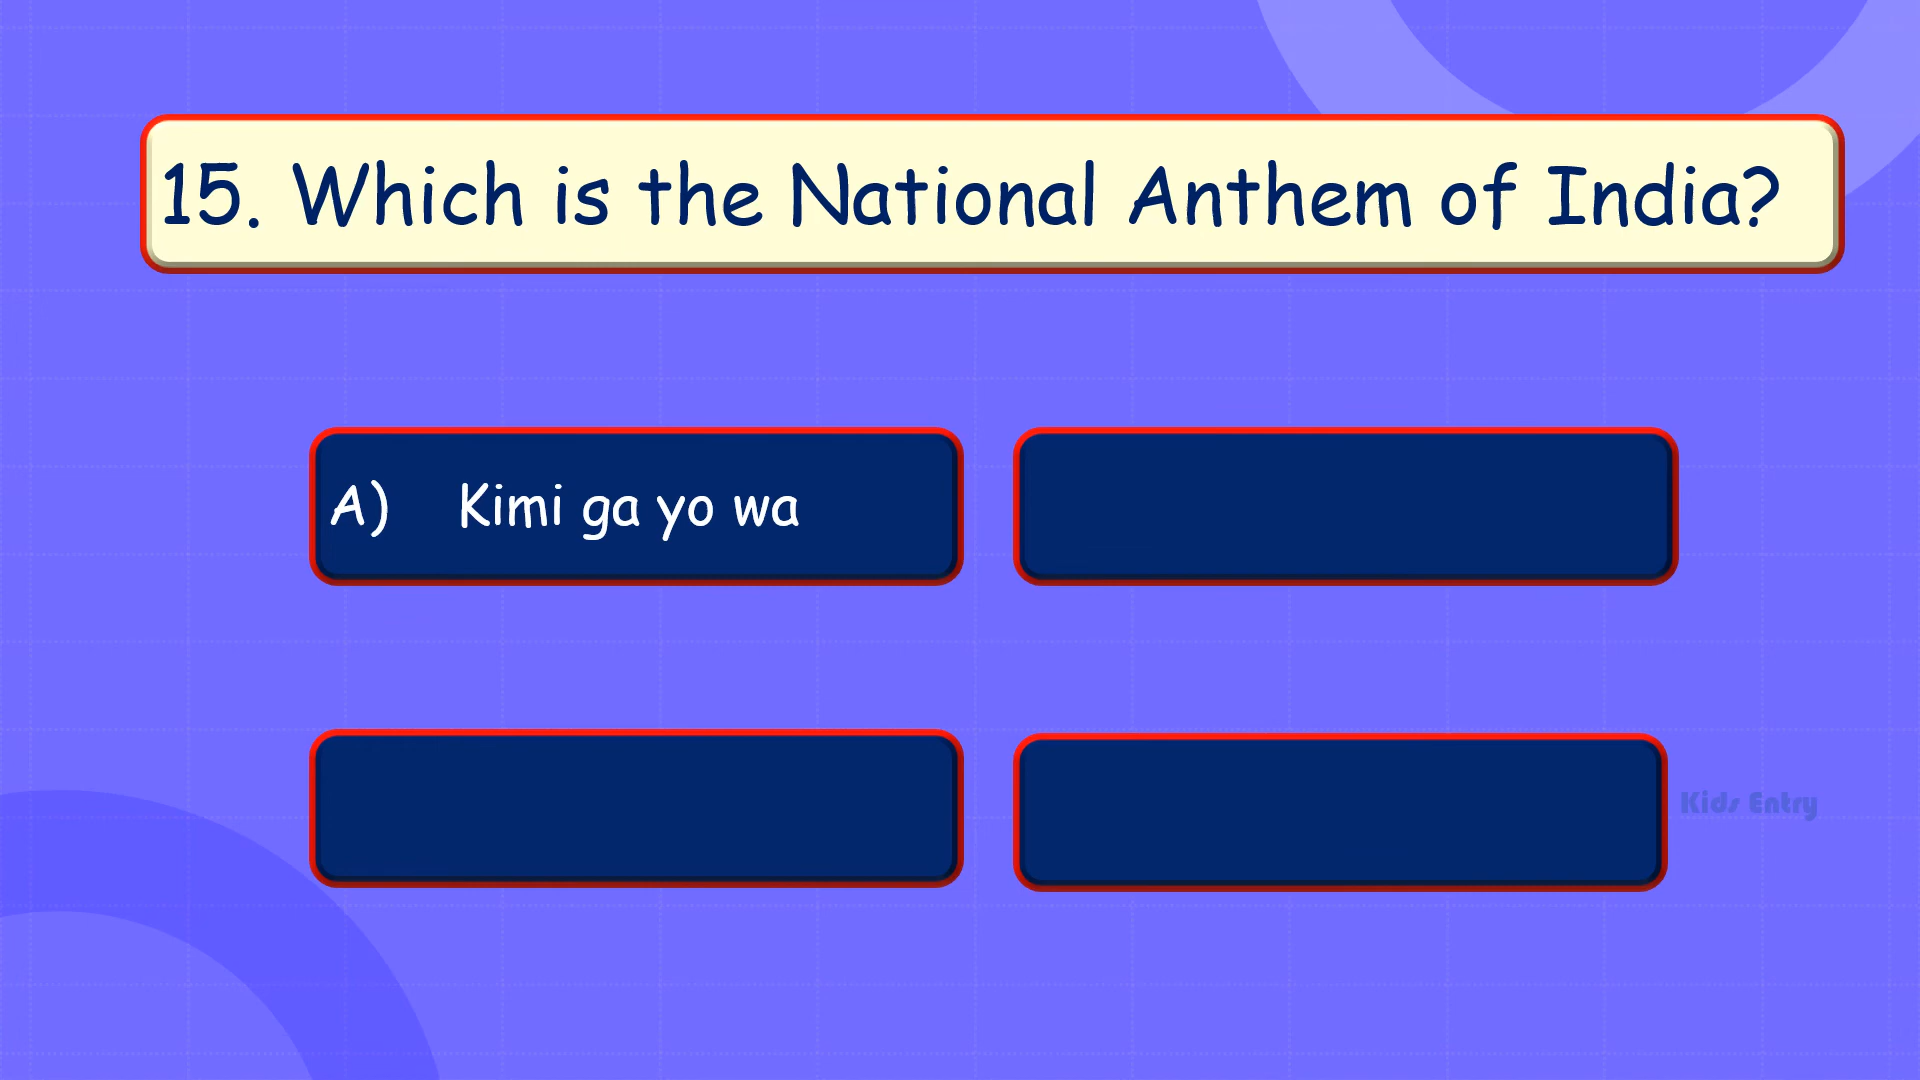 15. Which is the National Anthem of India?
A) Kimi ga yo wa
Kids Entry